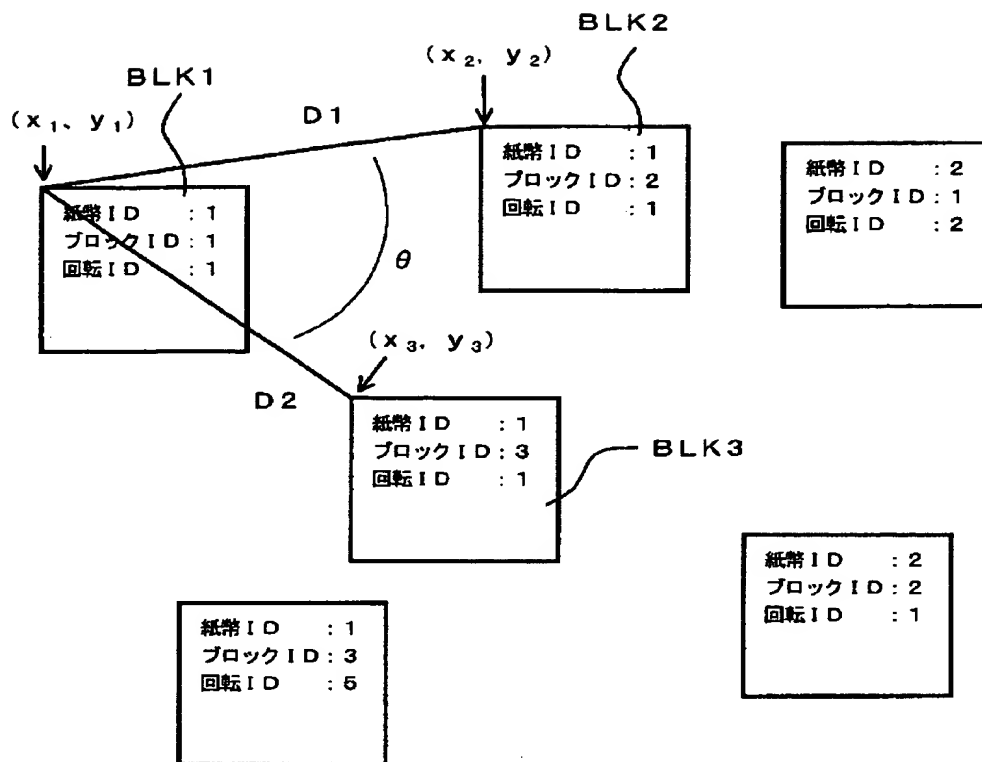 BLK2
(x₂, y₂)
BLK1
(x₁、y₁)
D1
紙幣ID :1
ブロックID:2
回転ID :1
紙幣ID :2
ブロックID:1
回転ID :2
紙幣ID :1
ブロックID:1
回転ID :1
θ
(x₃, y₃)
D2
紙幣ID :1
ブロックID:3
回転ID :1
BLK3
紙幣ID :2
ブロックID:2
回転ID :1
紙幣ID :1
ブロックID:3
回転ID :5